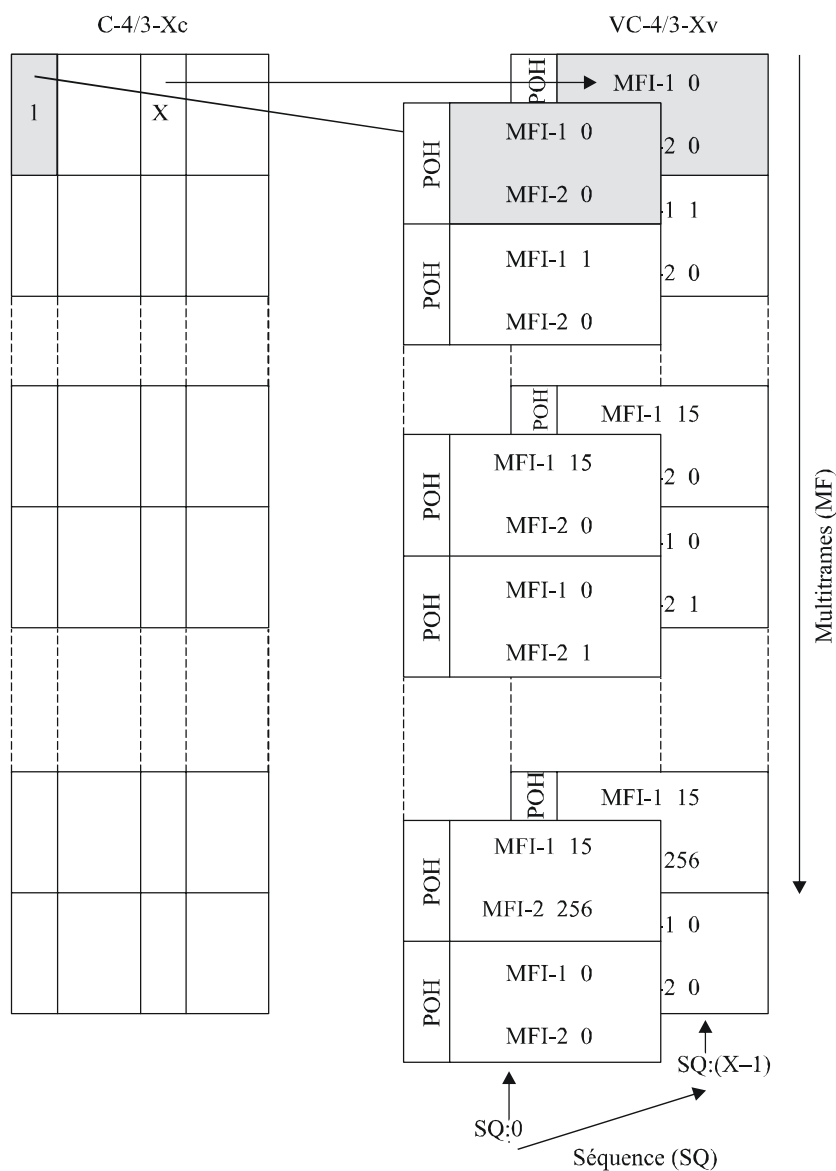 C-4/3-Xc
VC-4/3-Xv
1
X
POH
MFI-1 0
-2 0
POH
MFI-1 0
MFI-2 0
-1 1
-2 0
POH
MFI-1 1
MFI-2 0
POH
MFI-1 15
-2 0
POH
MFI-1 15
MFI-2 0
-1 0
-2 1
POH
MFI-1 0
MFI-2 1
POH
MFI-1 15
256
POH
MFI-1 15
MFI-2 256
-1 0
-2 0
POH
MFI-1 0
MFI-2 0
Multitrames (MF)
SQ:(X–1)
SQ:0
Séquence (SQ)